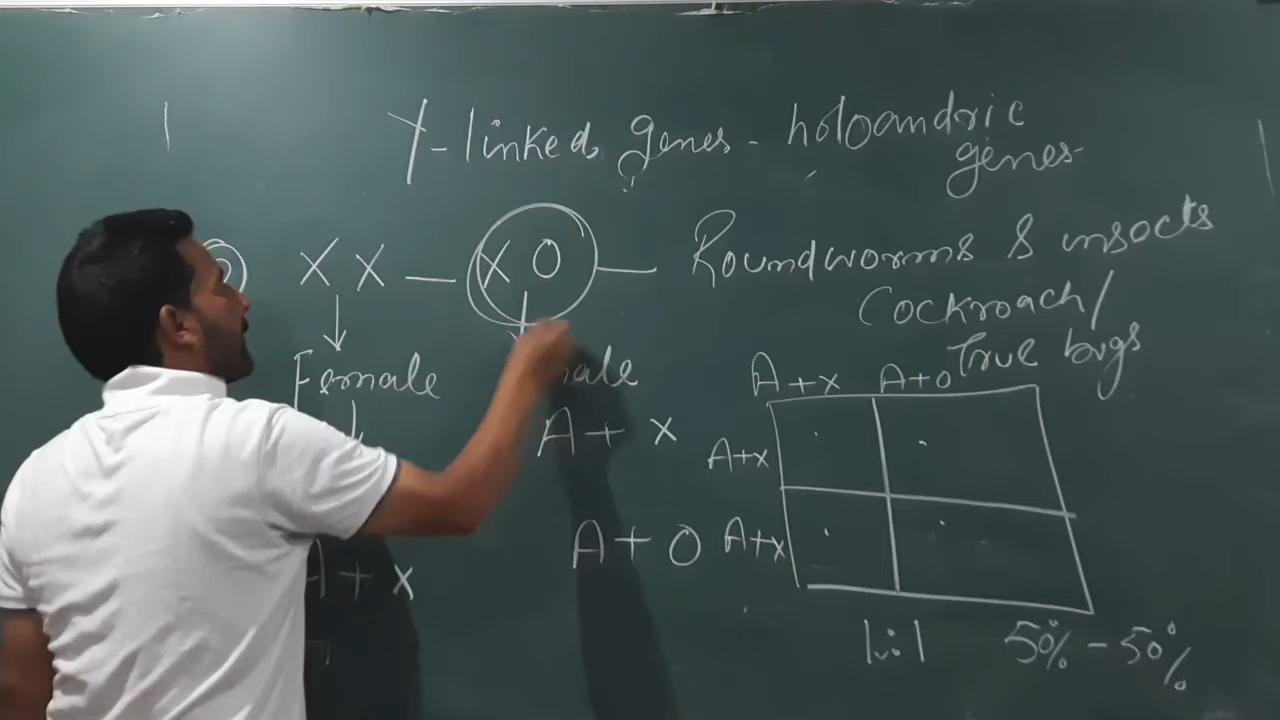 Y-linked genes - holoandric
genes
XX — XO — Roundworms & insects
Cockroach/
True bugs
Female
A+x A+O
A+x
A+x
A+x
A+O
A+x
1:1 50% - 50%